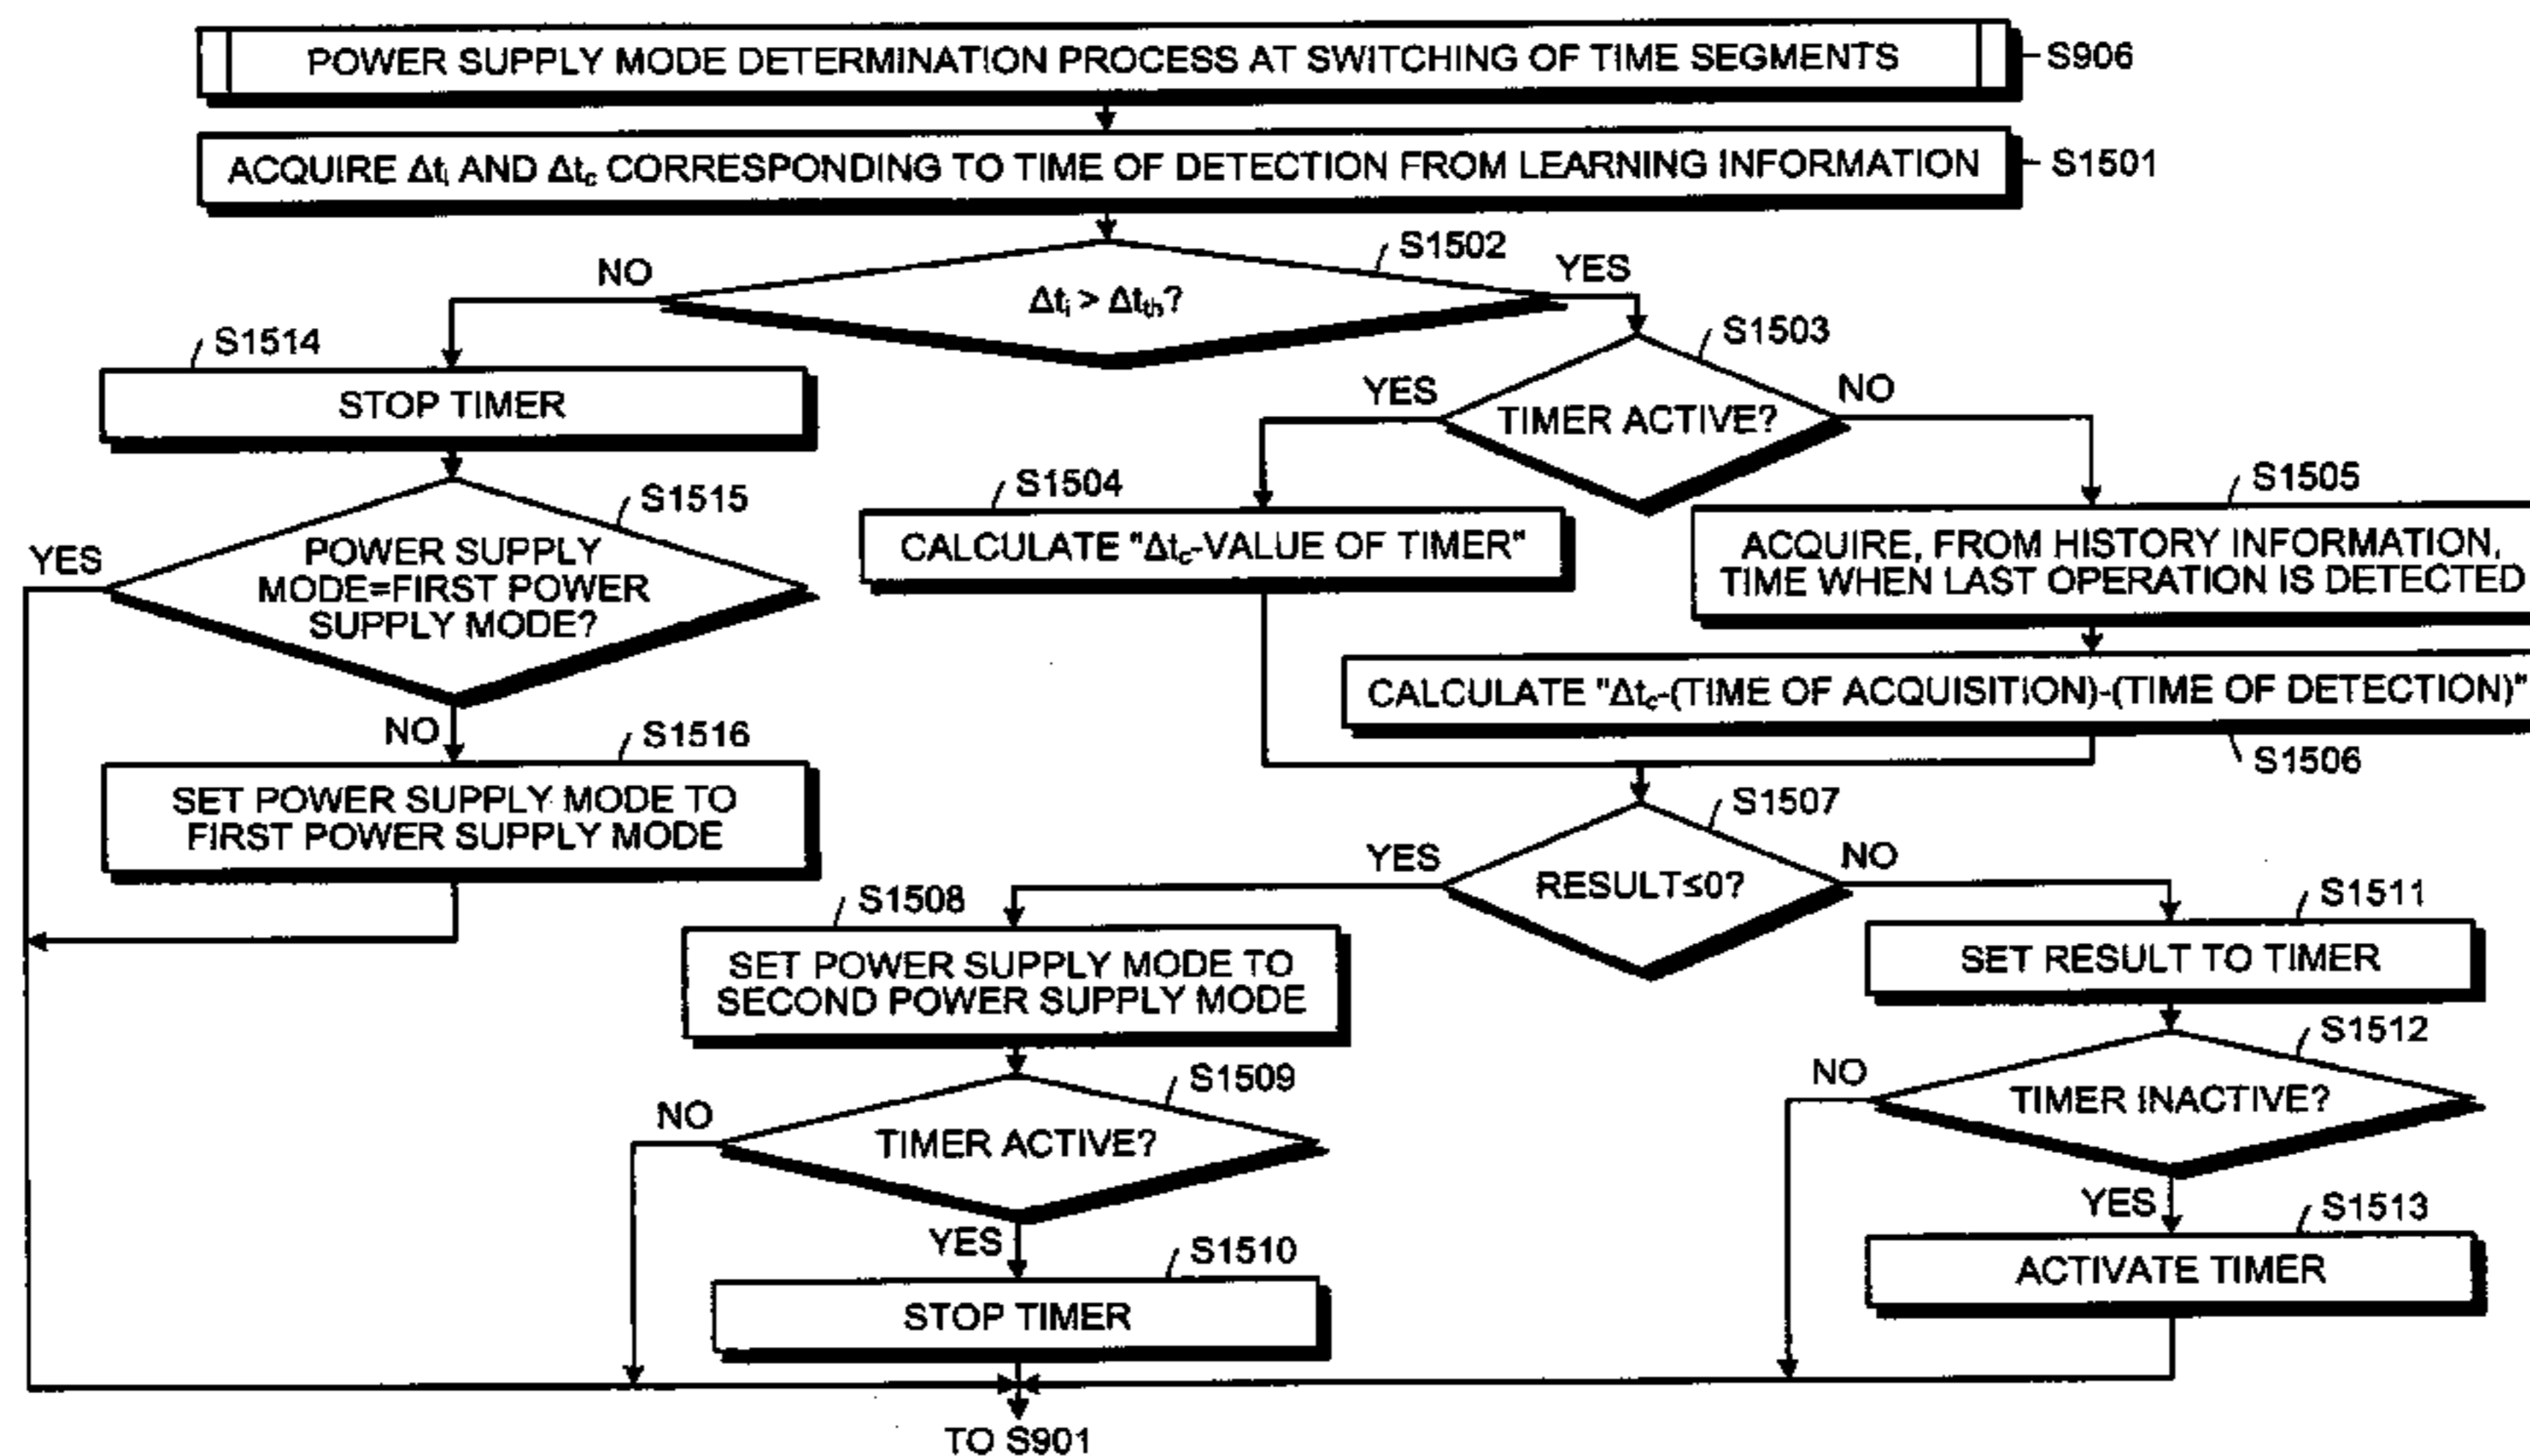 POWER SUPPLY MODE DETERMINATION PROCESS AT SWITCHING OF TIME SEGMENTS
S906
ACQUIRE Δti AND Δtc CORRESPONDING TO TIME OF DETECTION FROM LEARNING INFORMATION
S1501
S1502
NO
YES
Δti > Δtth?
S1503
S1514
STOP TIMER
YES
NO
TIMER ACTIVE?
S1504
CALCULATE "Δtc-VALUE OF TIMER"
S1505
ACQUIRE, FROM HISTORY INFORMATION,
TIME WHEN LAST OPERATION IS DETECTED
S1515
YES
POWER SUPPLY
MODE=FIRST POWER
SUPPLY MODE?
NO
CALCULATE "Δtc-(TIME OF ACQUISITION)-(TIME OF DETECTION)"
S1506
S1516
SET POWER SUPPLY MODE TO
FIRST POWER SUPPLY MODE
S1507
YES
NO
RESULT≤0?
S1508
SET POWER SUPPLY MODE TO
SECOND POWER SUPPLY MODE
S1511
SET RESULT TO TIMER
S1509
NO
TIMER ACTIVE?
YES
S1512
NO
TIMER INACTIVE?
YES
S1510
STOP TIMER
S1513
ACTIVATE TIMER
TO S901